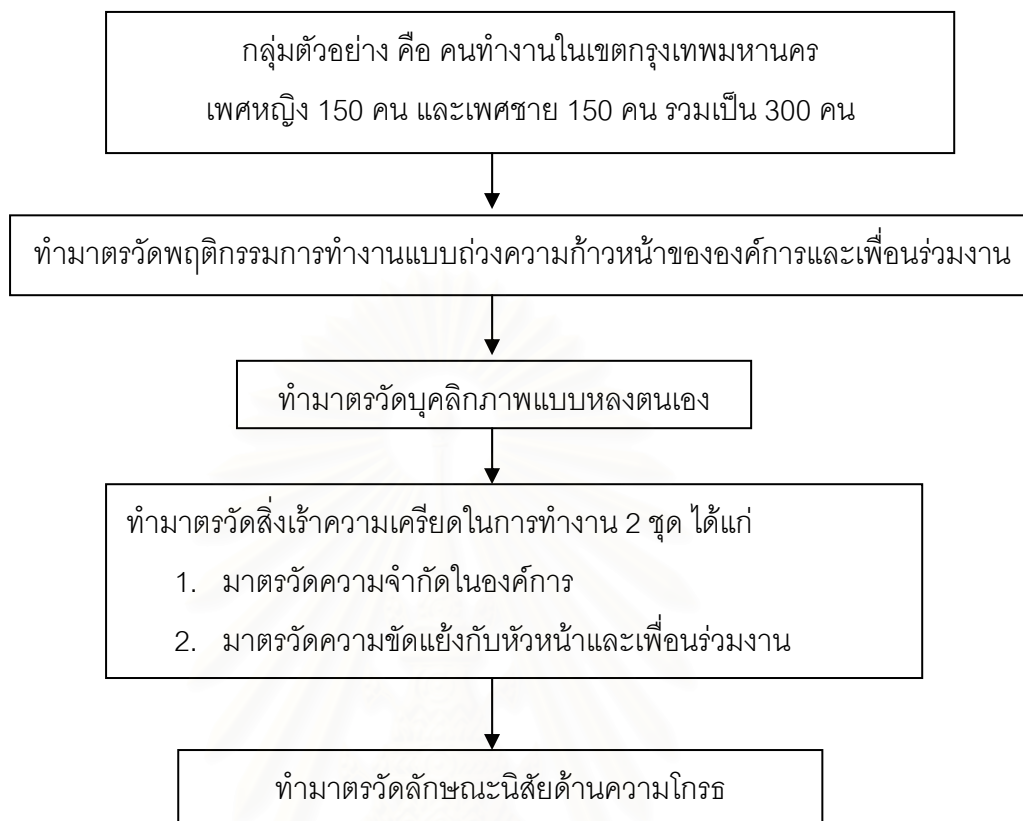 กลุ่มตัวอย่าง คือ คนทำงานในเขตกรุงเทพมหานคร
เพศหญิง 150 คน และเพศชาย 150 คน รวมเป็น 300 คน
ทำมาตรวัดพฤติกรรมการทำงานแบบถ่วงความก้าวหน้าขององค์การและเพื่อนร่วมงาน
ทำมาตรวัดบุคลิกภาพแบบหลงตนเอง
ทำมาตรวัดสิ่งเร้าความเครียดในการทำงาน 2 ชุด ได้แก่
1. มาตรวัดความจำกัดในองค์การ
2. มาตรวัดความขัดแย้งกับหัวหน้าและเพื่อนร่วมงาน
ทำมาตรวัดลักษณะนิสัยด้านความโกรธ